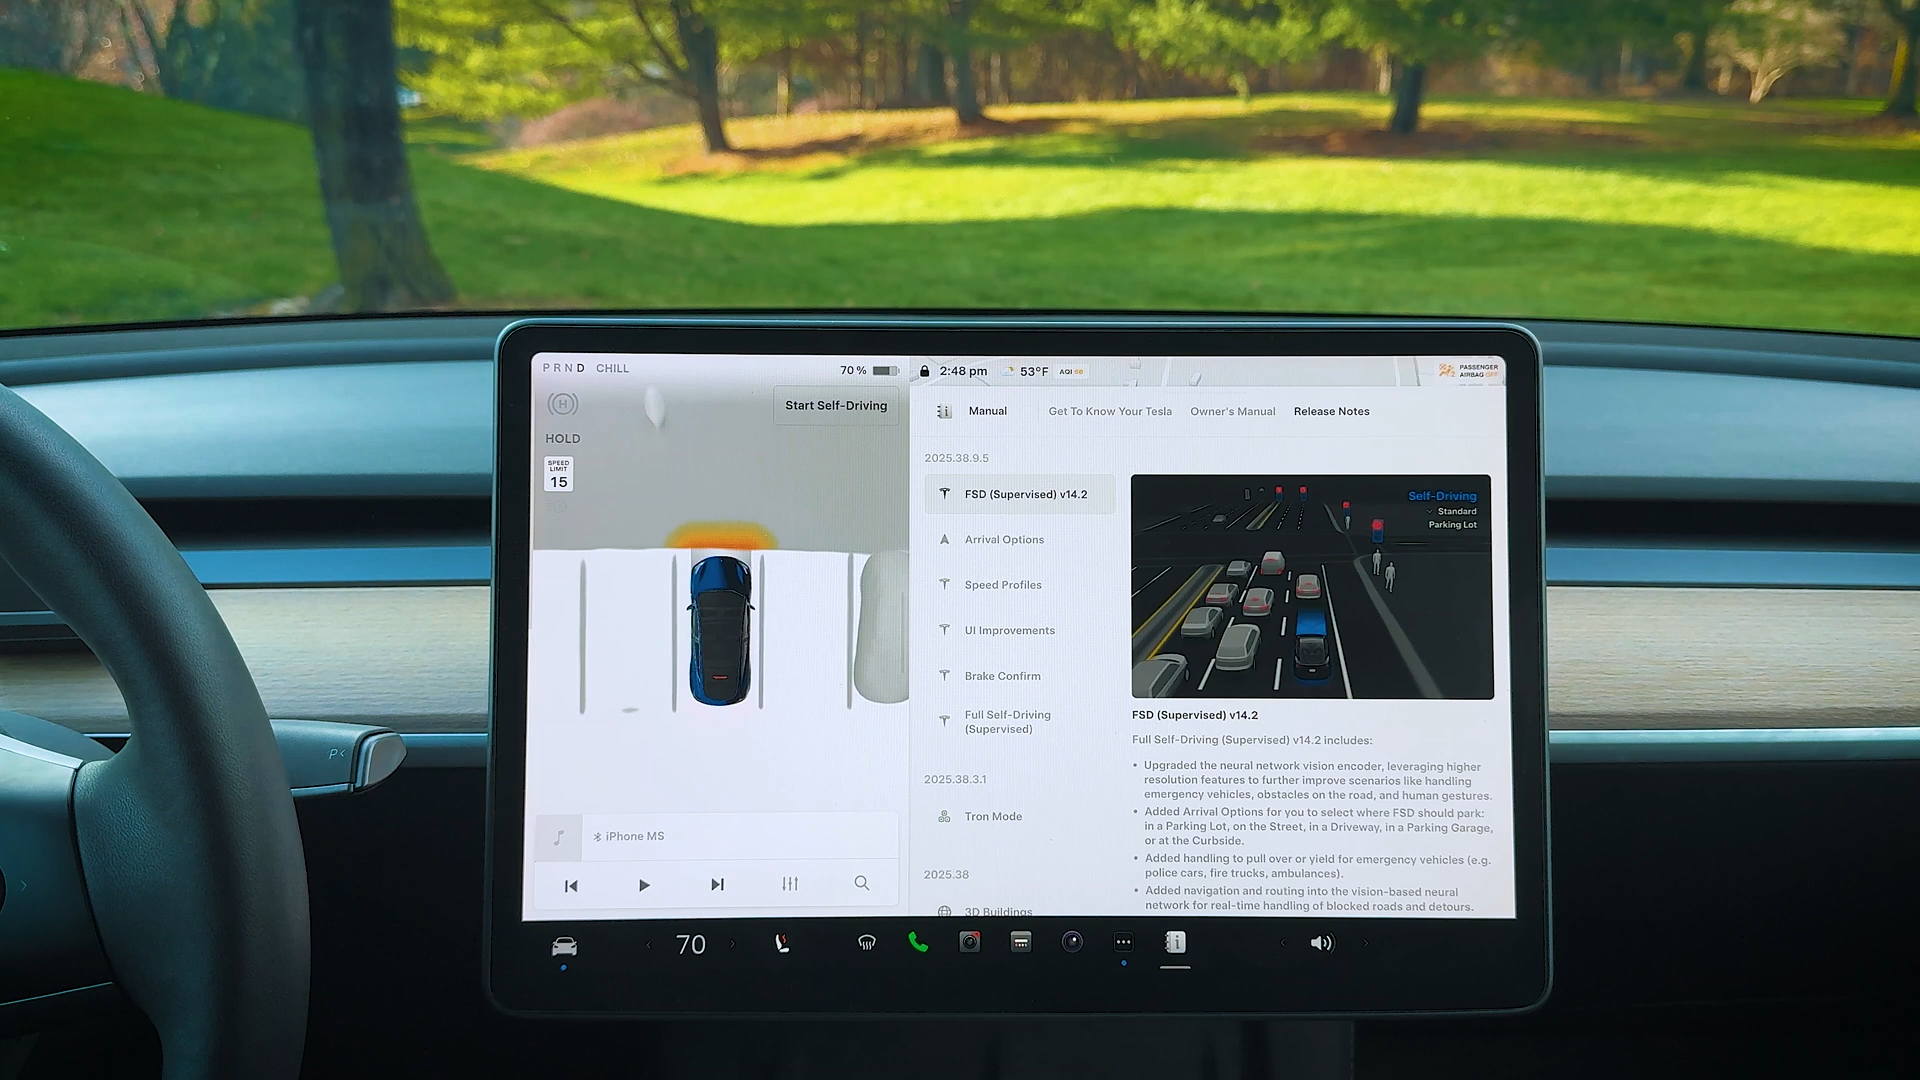 PRND CHILL
70 %
2:48 pm
53°F
AQI
PASSENGER
AIRBAG OFF
HOLD
SPEED
LIMIT
15
Start Self-Driving
Manual
Get To Know Your Tesla
Owner's Manual
Release Notes
2025.38.9.5
FSD (Supervised) v14.2
Arrival Options
Speed Profiles
UI Improvements
Brake Confirm
Full Self-Driving
(Supervised)
2025.38.3.1
Tron Mode
2025.38
3D Buildings
Self-Driving
Standard
Parking Lot
FSD (Supervised) v14.2
Full Self-Driving (Supervised) v14.2 includes:
• Upgraded the neural network vision encoder, leveraging higher
resolution features to further improve scenarios like handling
emergency vehicles, obstacles on the road, and human gestures.
• Added Arrival Options for you to select where FSD should park:
in a Parking Lot, on the Street, in a Driveway, in a Parking Garage,
or at the Curbside.
• Added handling to pull over or yield for emergency vehicles (e.g.
police cars, fire trucks, ambulances).
• Added navigation and routing into the vision-based neural
network for real-time handling of blocked roads and detours.
iPhone MS
70
P